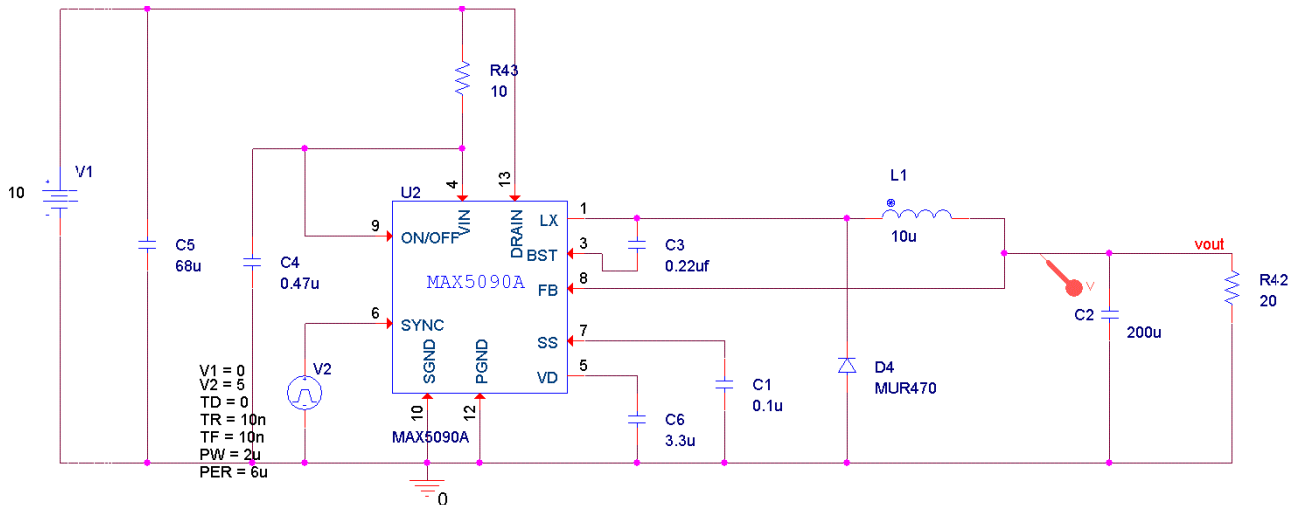 R43
10
V1
10
C5
68u
C4
0.47u
U2
4
13
VIN
DRAIN
9
ON/OFF
LX
1
BST
3
MAX5090A
FB
8
6
SYNC
SS
7
VD
5
SGND
PGND
10
12
MAX5090A
C3
0.22uf
L1
10u
vout
V
R42
20
C2
200u
D4
MUR470
C1
0.1u
C6
3.3u
V2
V1 = 0
V2 = 5
TD = 0
TR = 10n
TF = 10n
PW = 2u
PER = 6u
0